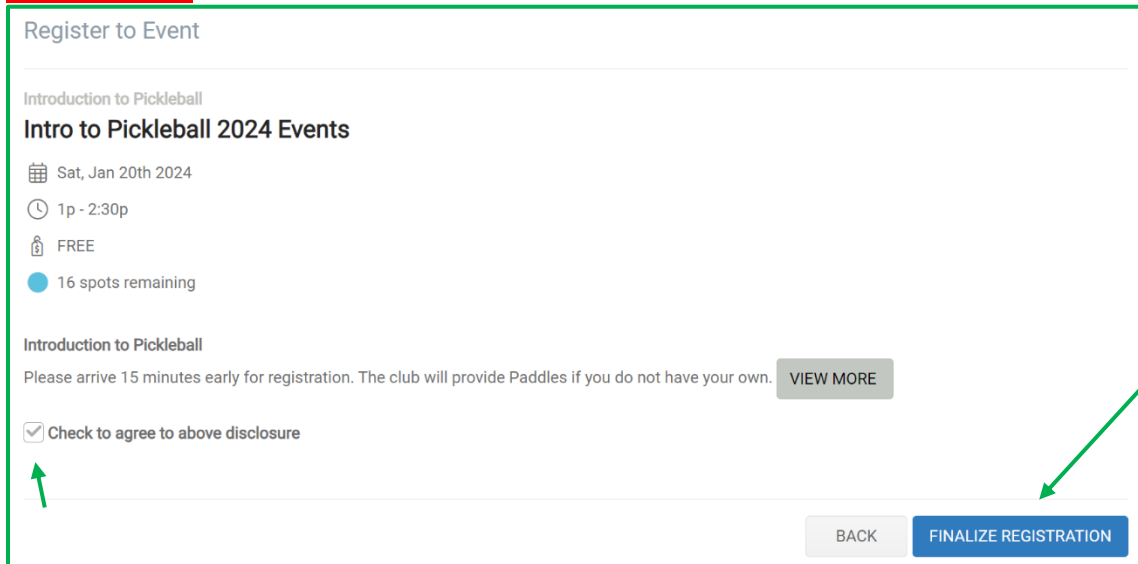 Register to Event
Introduction to Pickleball
Intro to Pickleball 2024 Events
Sat, Jan 20th 2024
1p - 2:30p
FREE
16 spots remaining
Introduction to Pickleball
Please arrive 15 minutes early for registration. The club will provide Paddles if you do not have your own. VIEW MORE
Check to agree to above disclosure
BACK FINALIZE REGISTRATION